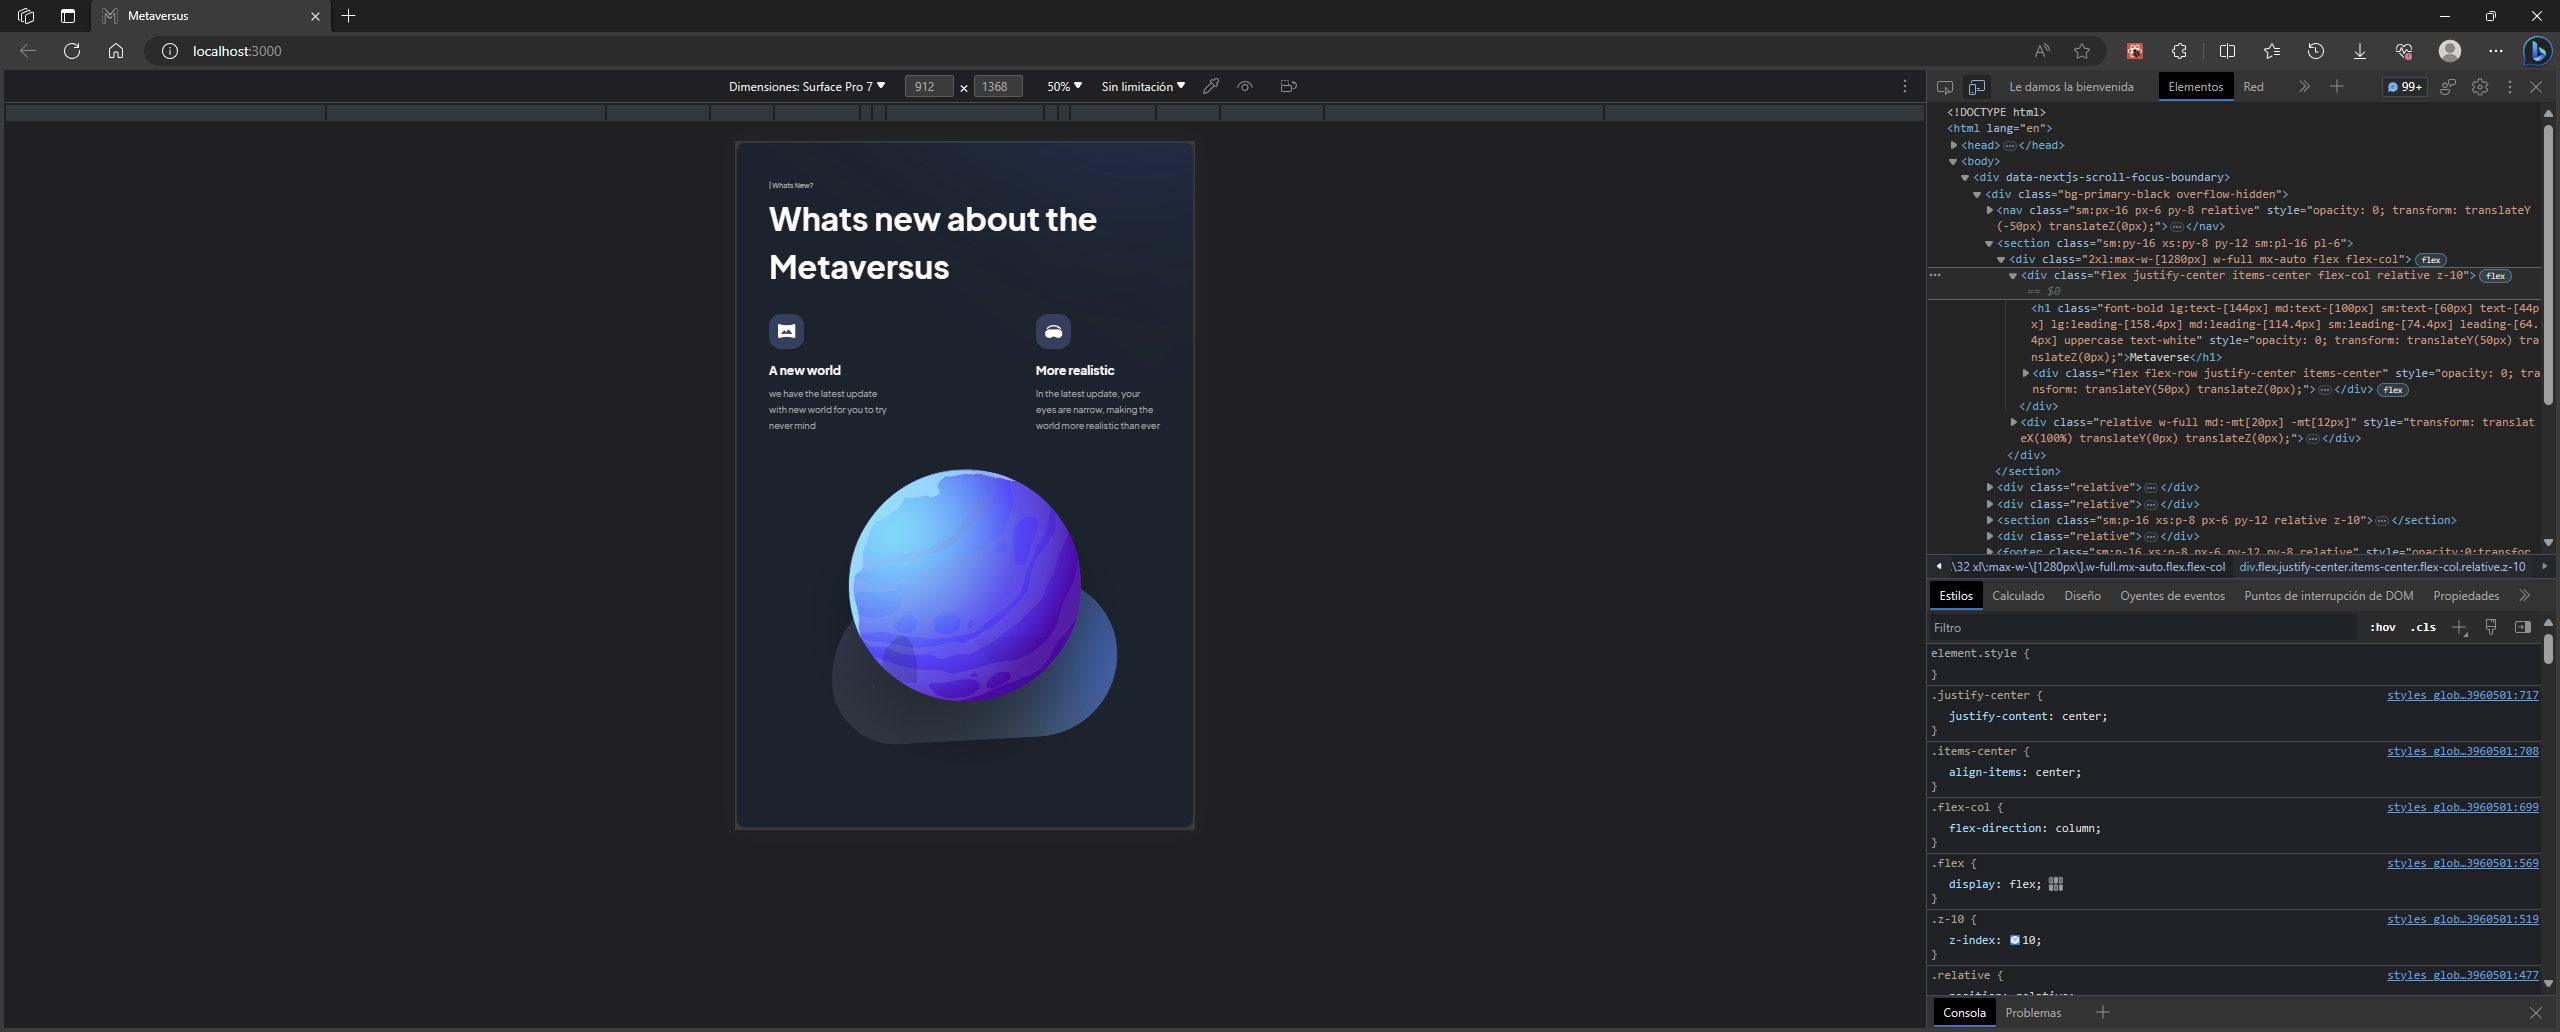 Metaversus
localhost:3000
Dimensiones: Surface Pro 7
912 × 1368
50%
Sin limitación
| Whats New?
Whats new about the
Metaversus
A new world
we have the latest update
with new world for you to try
never mind
More realistic
In the latest update, your
eyes are narrow, making the
world more realistic than ever
Le damos la bienvenida
Elementos
Red
99+
<!DOCTYPE html>
<html lang="en">
<head>…</head>
<body>
<div data-nextjs-scroll-focus-boundary>
<div class="bg-primary-black overflow-hidden">
<nav class="sm:px-16 px-6 py-8 relative" style="opacity: 0; transform: translateY
(-50px) translateZ(0px);">…</nav>
<section class="sm:py-16 xs:py-8 py-12 sm:pl-16 pl-6">
<div class="2xl:max-w-[1280px] w-full mx-auto flex flex-col"> flex
<div class="flex justify-center items-center flex-col relative z-10"> flex
== $0
<h1 class="font-bold lg:text-[144px] md:text-[100px] sm:text-[60px] text-[44p
x] lg:leading-[158.4px] md:leading-[114.4px] sm:leading-[74.4px] leading-[64.
4px] uppercase text-white" style="opacity: 0; transform: translateY(50px) tra
nslateZ(0px);">Metaverse</h1>
<div class="flex flex-row justify-center items-center" style="opacity: 0; tra
nsform: translateY(50px) translateZ(0px);">…</div> flex
</div>
<div class="relative w-full md:-mt[20px] -mt[12px]" style="transform: translat
eX(100%) translateY(0px) translateZ(0px);">…</div>
</div>
</section>
<div class="relative">…</div>
<div class="relative">…</div>
<section class="sm:p-16 xs:p-8 px-6 py-12 relative z-10">…</section>
<div class="relative">…</div>
<footer class="sm:p-16 xs:p-8 px-6 py-12 py-8 relative" style="opacity:0;transfor
.\32 xl\:max-w-\[1280px\].w-full.mx-auto.flex.flex-col
div.flex.justify-center.items-center.flex-col.relative.z-10
Estilos
Calculado
Diseño
Oyentes de eventos
Puntos de interrupción de DOM
Propiedades
Filtro
:hov
.cls
element.style {
}
.justify-center {
styles_glob…3960501:717
justify-content: center;
}
.items-center {
styles_glob…3960501:708
align-items: center;
}
.flex-col {
styles_glob…3960501:699
flex-direction: column;
}
.flex {
styles_glob…3960501:569
display: flex;
}
.z-10 {
styles_glob…3960501:519
z-index: 10;
}
.relative {
styles_glob…3960501:477
position: relative;
Consola
Problemas